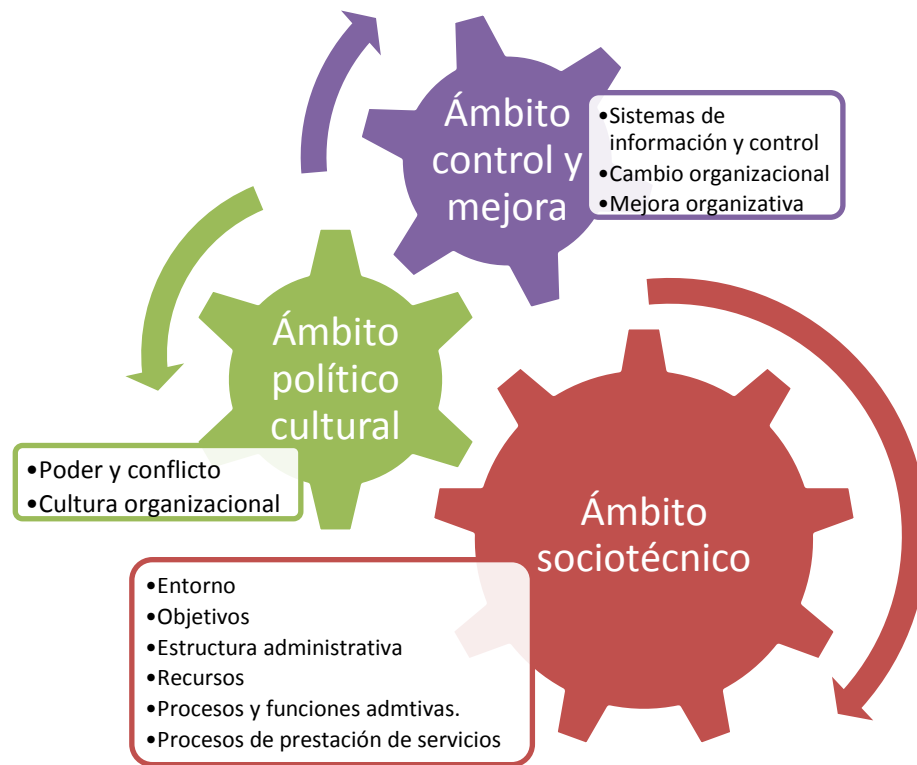 Ámbito
control y
mejora
•Sistemas de
información y control
•Cambio organizacional
•Mejora organizativa
Ámbito
político
cultural
•Poder y conflicto
•Cultura organizacional
Ámbito
sociotécnico
•Entorno
•Objetivos
•Estructura administrativa
•Recursos
•Procesos y funciones admtivas.
•Procesos de prestación de servicios